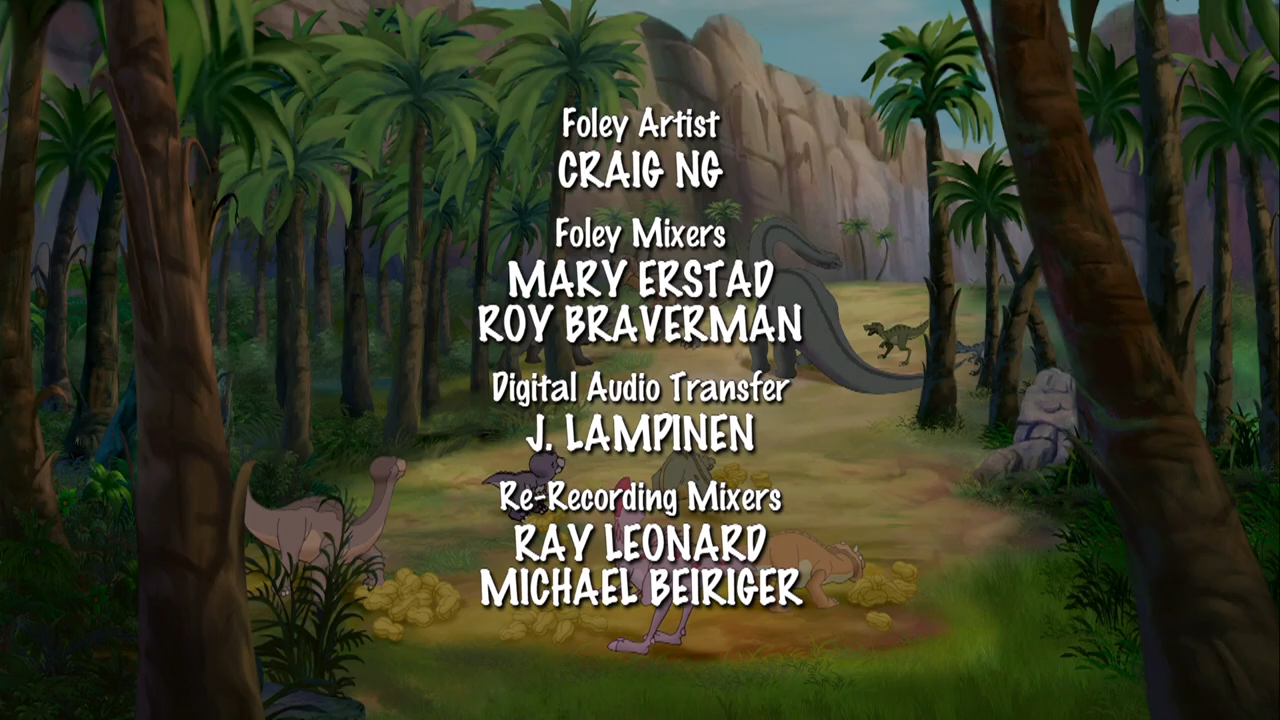 Foley Artist
CRAIG NG
Foley Mixers
MARY ERSTAD
ROY BRAVERMAN
Digital Audio Transfer
J. LAMPINEN
Re-Recording Mixers
RAY LEONARD
MICHAEL BEIRIGER